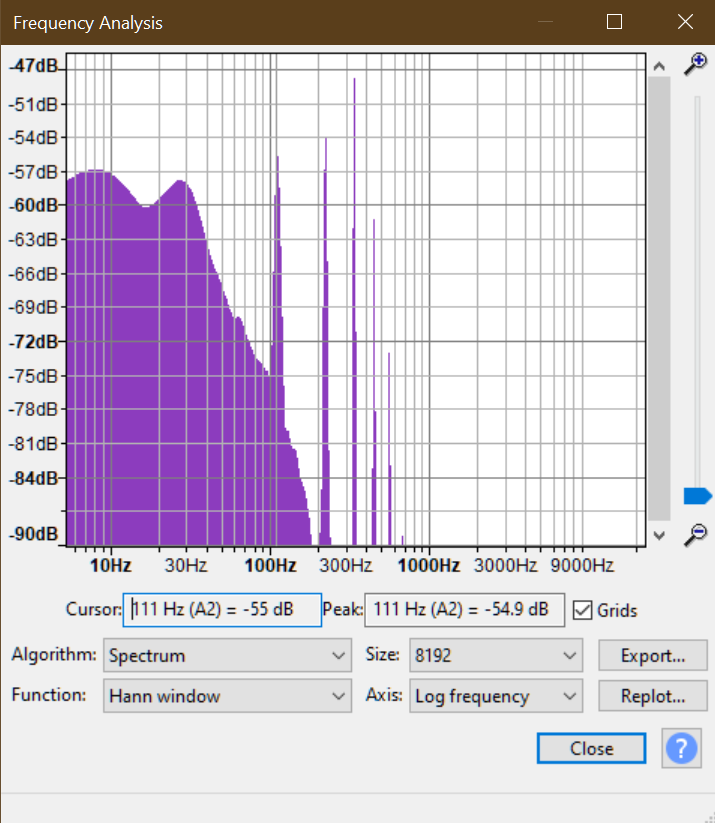 Frequency Analysis
-47dB
-51dB
-54dB
-57dB
-60dB
-63dB
-66dB
-69dB
-72dB
-75dB
-78dB
-81dB
-84dB
-90dB
10Hz 30Hz 100Hz 300Hz 1000Hz 3000Hz 9000Hz
Cursor: 111 Hz (A2) = -55 dB Peak: 111 Hz (A2) = -54.9 dB Grids
Algorithm: Spectrum Size: 8192 Export...
Function: Hann window Axis: Log frequency Replot...
Close ?